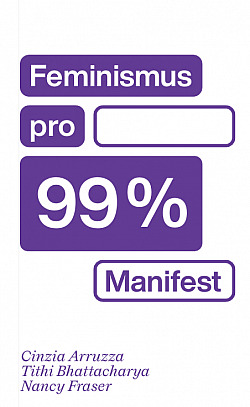 Feminismus
pro
99 %
Manifest
Cinzia Arruzza
Tithi Bhattacharya
Nancy Fraser